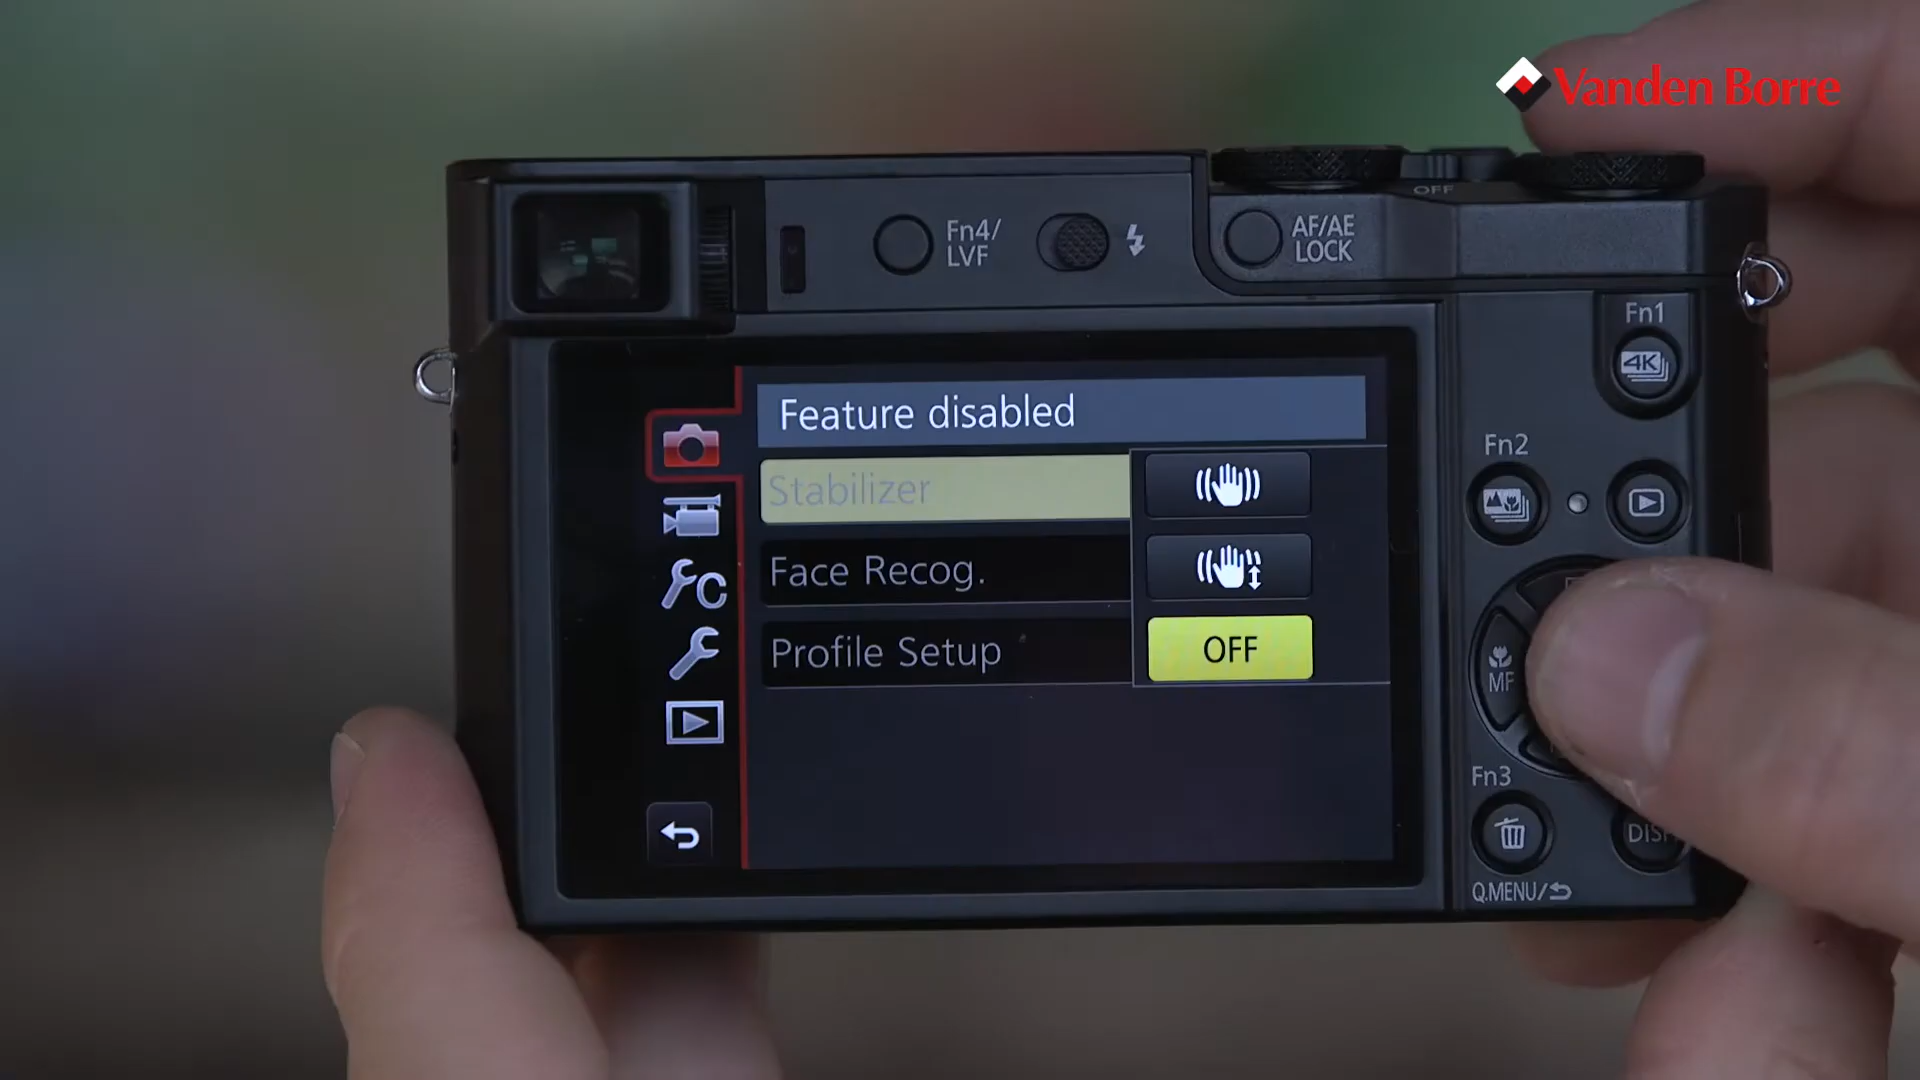 Vanden Borre
OFF
Fn4/
LVF
AF/AE
LOCK
Fn1
4K
Feature disabled
Fn2
Stabilizer
Face Recog.
C
OFF
Profile Setup
MF
Fn3
Q.MENU/